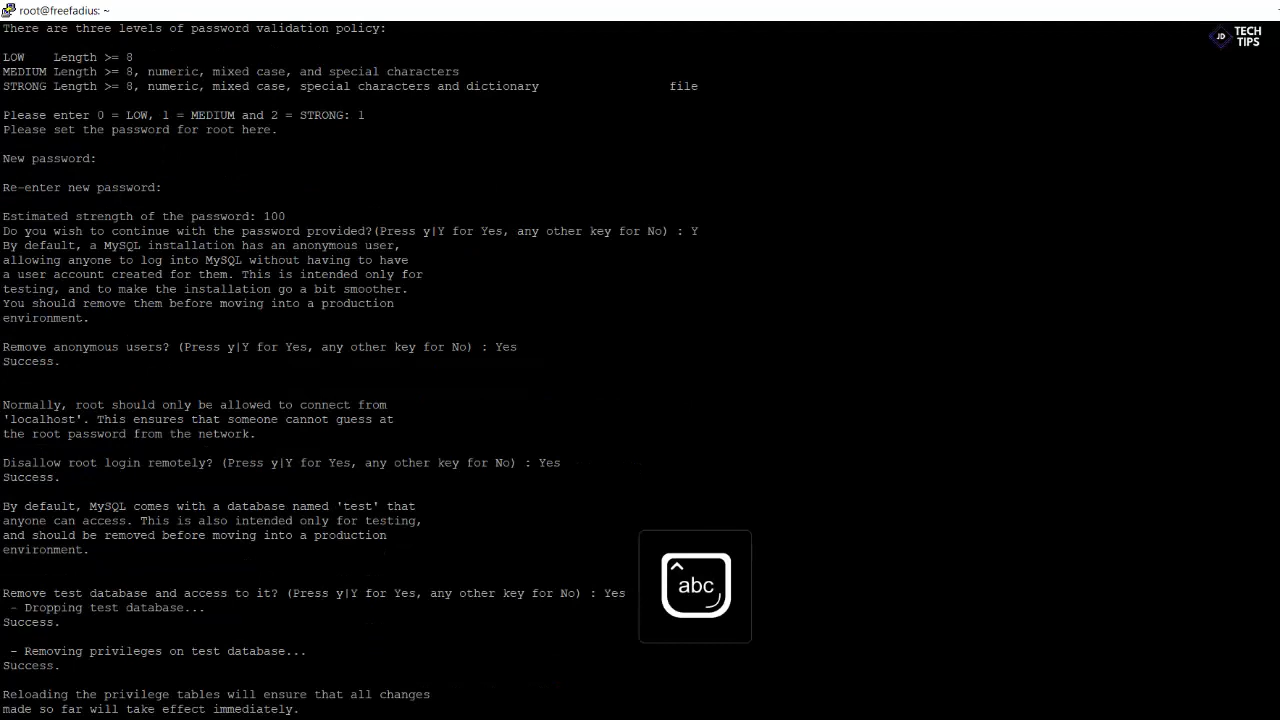 root@freefadius: ~
There are three levels of password validation policy:
JD TECH TIPS
LOW    Length >= 8
MEDIUM Length >= 8, numeric, mixed case, and special characters
STRONG Length >= 8, numeric, mixed case, special characters and dictionary                  file
Please enter 0 = LOW, 1 = MEDIUM and 2 = STRONG: 1
Please set the password for root here.
New password:
Re-enter new password:
Estimated strength of the password: 100
Do you wish to continue with the password provided?(Press y|Y for Yes, any other key for No) : Y
By default, a MySQL installation has an anonymous user,
allowing anyone to log into MySQL without having to have
a user account created for them. This is intended only for
testing, and to make the installation go a bit smoother.
You should remove them before moving into a production
environment.
Remove anonymous users? (Press y|Y for Yes, any other key for No) : Yes
Success.
Normally, root should only be allowed to connect from
'localhost'. This ensures that someone cannot guess at
the root password from the network.
Disallow root login remotely? (Press y|Y for Yes, any other key for No) : Yes
Success.
By default, MySQL comes with a database named 'test' that
anyone can access. This is also intended only for testing,
and should be removed before moving into a production
environment.
abc
Remove test database and access to it? (Press y|Y for Yes, any other key for No) : Yes
 - Dropping test database...
Success.
 - Removing privileges on test database...
Success.
Reloading the privilege tables will ensure that all changes
made so far will take effect immediately.